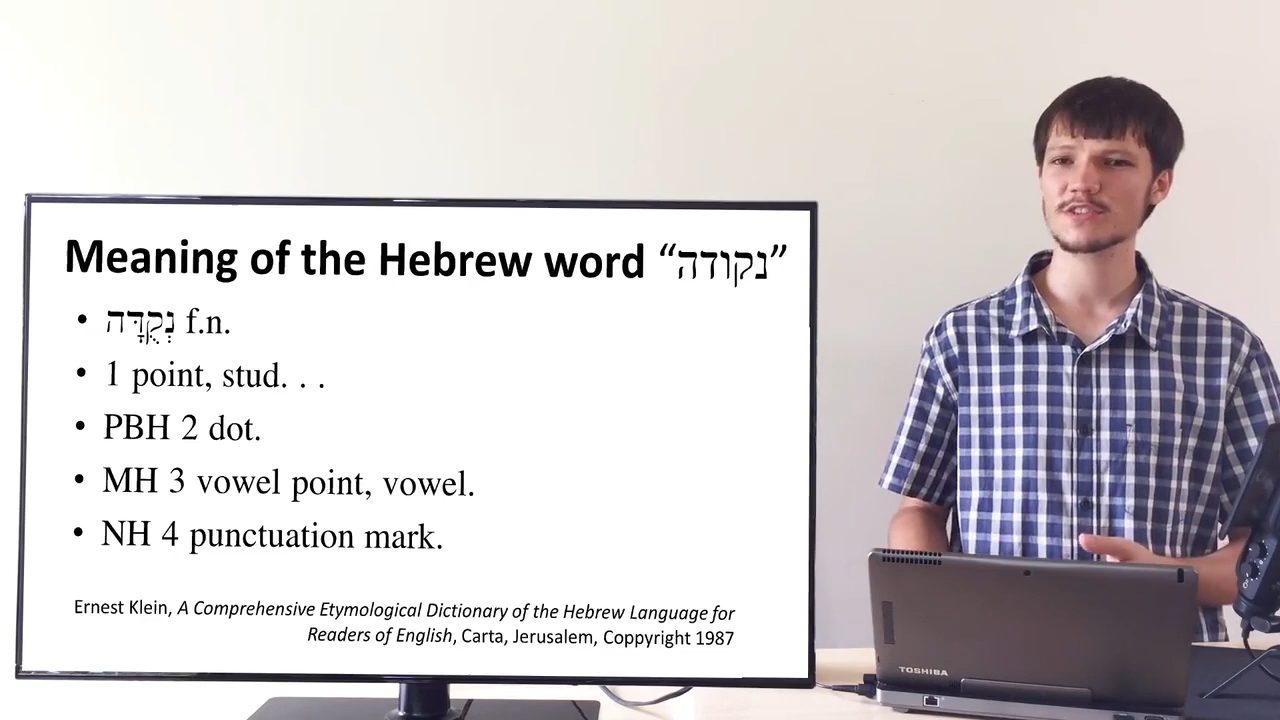 Meaning of the Hebrew word “נקודה”
• נְקֻדָּה f.n.
• 1 point, stud. . .
• PBH 2 dot.
• MH 3 vowel point, vowel.
• NH 4 punctuation mark.
Ernest Klein, A Comprehensive Etymological Dictionary of the Hebrew Language for
Readers of English, Carta, Jerusalem, Coppyright 1987
TOSHIBA